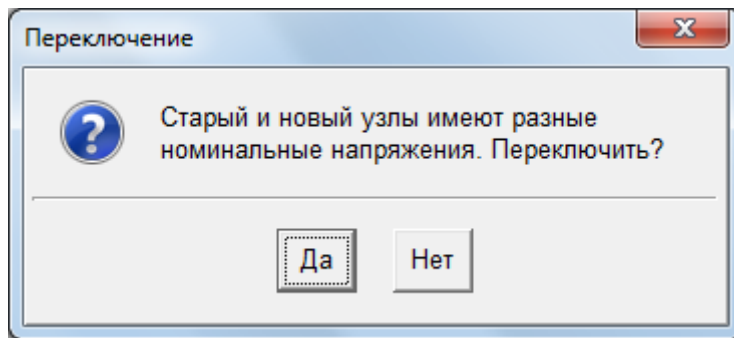 Переключение
Старый и новый узлы имеют разные
номинальные напряжения. Переключить?
Да
Нет